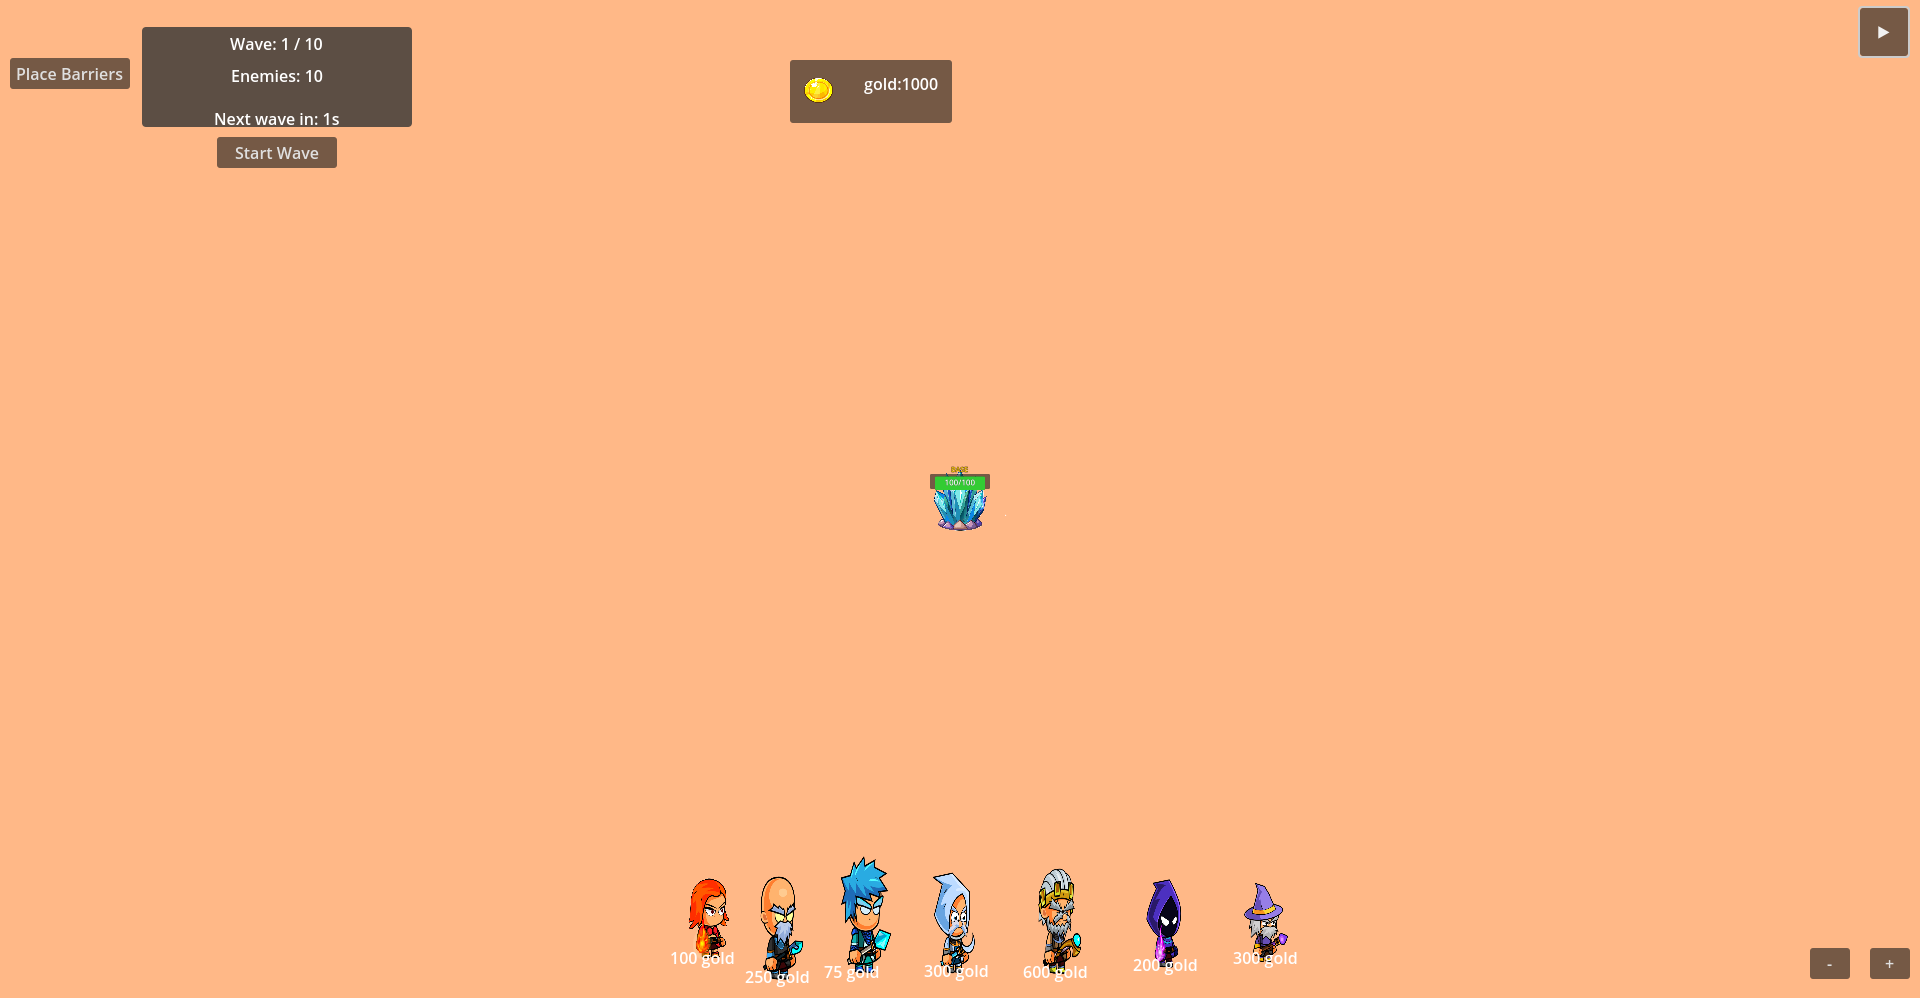 Wave: 1 / 10
Enemies: 10
Next wave in: 1s
Place Barriers
Start Wave
gold:1000
BASE
100/100
100 gold
250 gold
75 gold
300 gold
600 gold
200 gold
300 gold
-
+